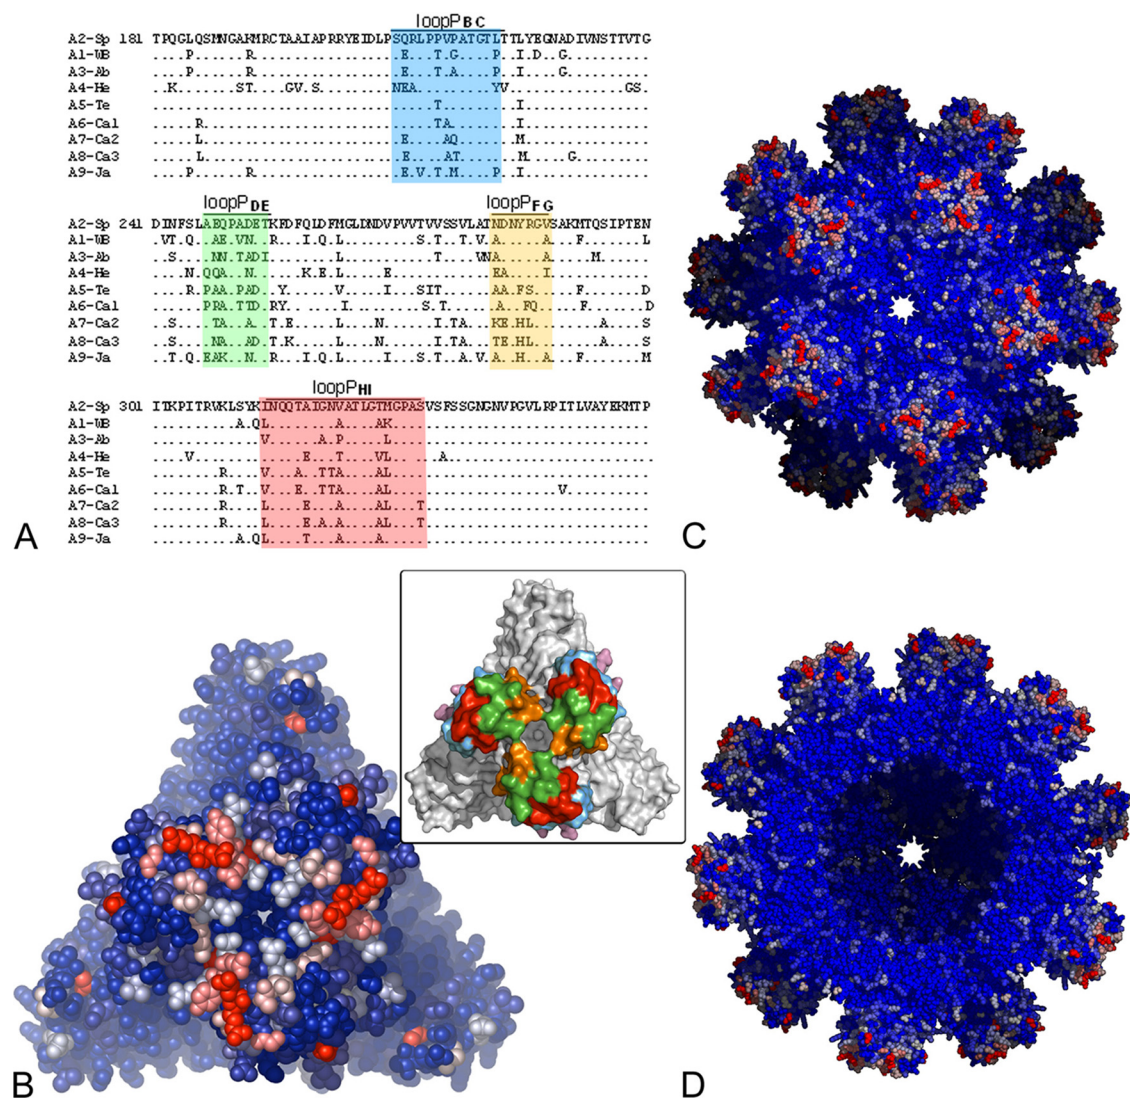 loopP BC
A2-Sp 181 TPQGLQSMNGAKMRCTAAIAPRRYEIDLPSQRLPPVPATGTLTTLYEGNADIVNSTTVTG
A1-WB ....P......R..................E...T.G....P..I.D..G..........
A3-Ab ....P......R..................E...T.A....P..I....G..........
A4-He ..K.......ST....GV.S.........NEA.........YV..............GS.
A5-Te ..................................T.........I...............
A6-Ca1 .....R............................TA........I...............
A7-Ca2 .....L........................E....AQ.......M...............
A8-Ca3 .....L........................E....AT.......M.....G.........
A9-Ja ....P......R..................E.V.T.M....P..I...............
loopP DE
loopP FG
A2-Sp 241 DINFSLAEQPADETKFDFQLDFMGLDNDVPVVTVVSSVLATNDNYRGVSAKMTQSIPTEN
A1-WB .VT.Q..AE.VN..R...I.Q.L.........S.T..T.V.A.....A...F.......L
A3-Ab ..S....NN.TADI........L...........T....VNA...........Q......
A4-He ....N.QQA..N......K.E.L.....E............EA....I............
A5-Te ....R.PAA.PAD..Y......L.....I...SIT......AA.FS.....F.......D
A6-Ca1 ......PRA.TTD.RY.......I.........S.T.....A..FQ.....F.......D
A7-Ca2 ..S....TA..A..T.E.....L....N......I.TA...KE.HL........A....S
A8-Ca3 ..S....NA..AD.T.K.....L....N......I.TA...TE.HL........A....S
A9-Ja ..T.Q.EAK..N..R...I.Q.L.....I...S.T..A.VA.A..H..A...F.......M
loopP HI
A2-Sp 301 ITKPITRVKLSYKINQQTAIGNVATLGTMGPASVSFSSGNGNVPGVLRPITLVAYEKMTP
A1-WB ..........A.QL........A....AK...............................
A3-Ab .............V......A.P.....L...............................
A4-He ....V.............E...T....VL.....A.........................
A5-Te ........R....V...A..TTA....AL...............................
A6-Ca1 ........R.T..V...E..TTA....AL...................V...........
A7-Ca2 ........R....L....E...A....AL...T...........................
A8-Ca3 ........R....L....E.A.A....AL...T...........................
A9-Ja ..........A.QL....T...A....A................................
A
C
B
D